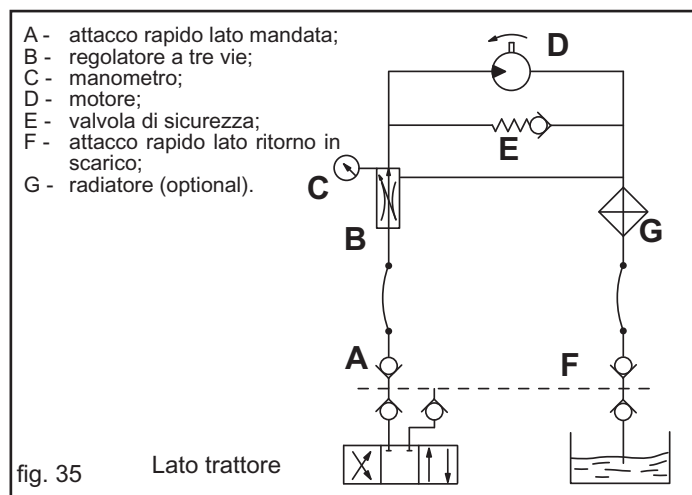 A - attacco rapido lato mandata;
B - regolatore a tre vie;
C - manometro;
D - motore;
E - valvola di sicurezza;
F - attacco rapido lato ritorno in
scarico;
G - radiatore (optional).
D
E
C
B
G
A
F
fig. 35
Lato trattore